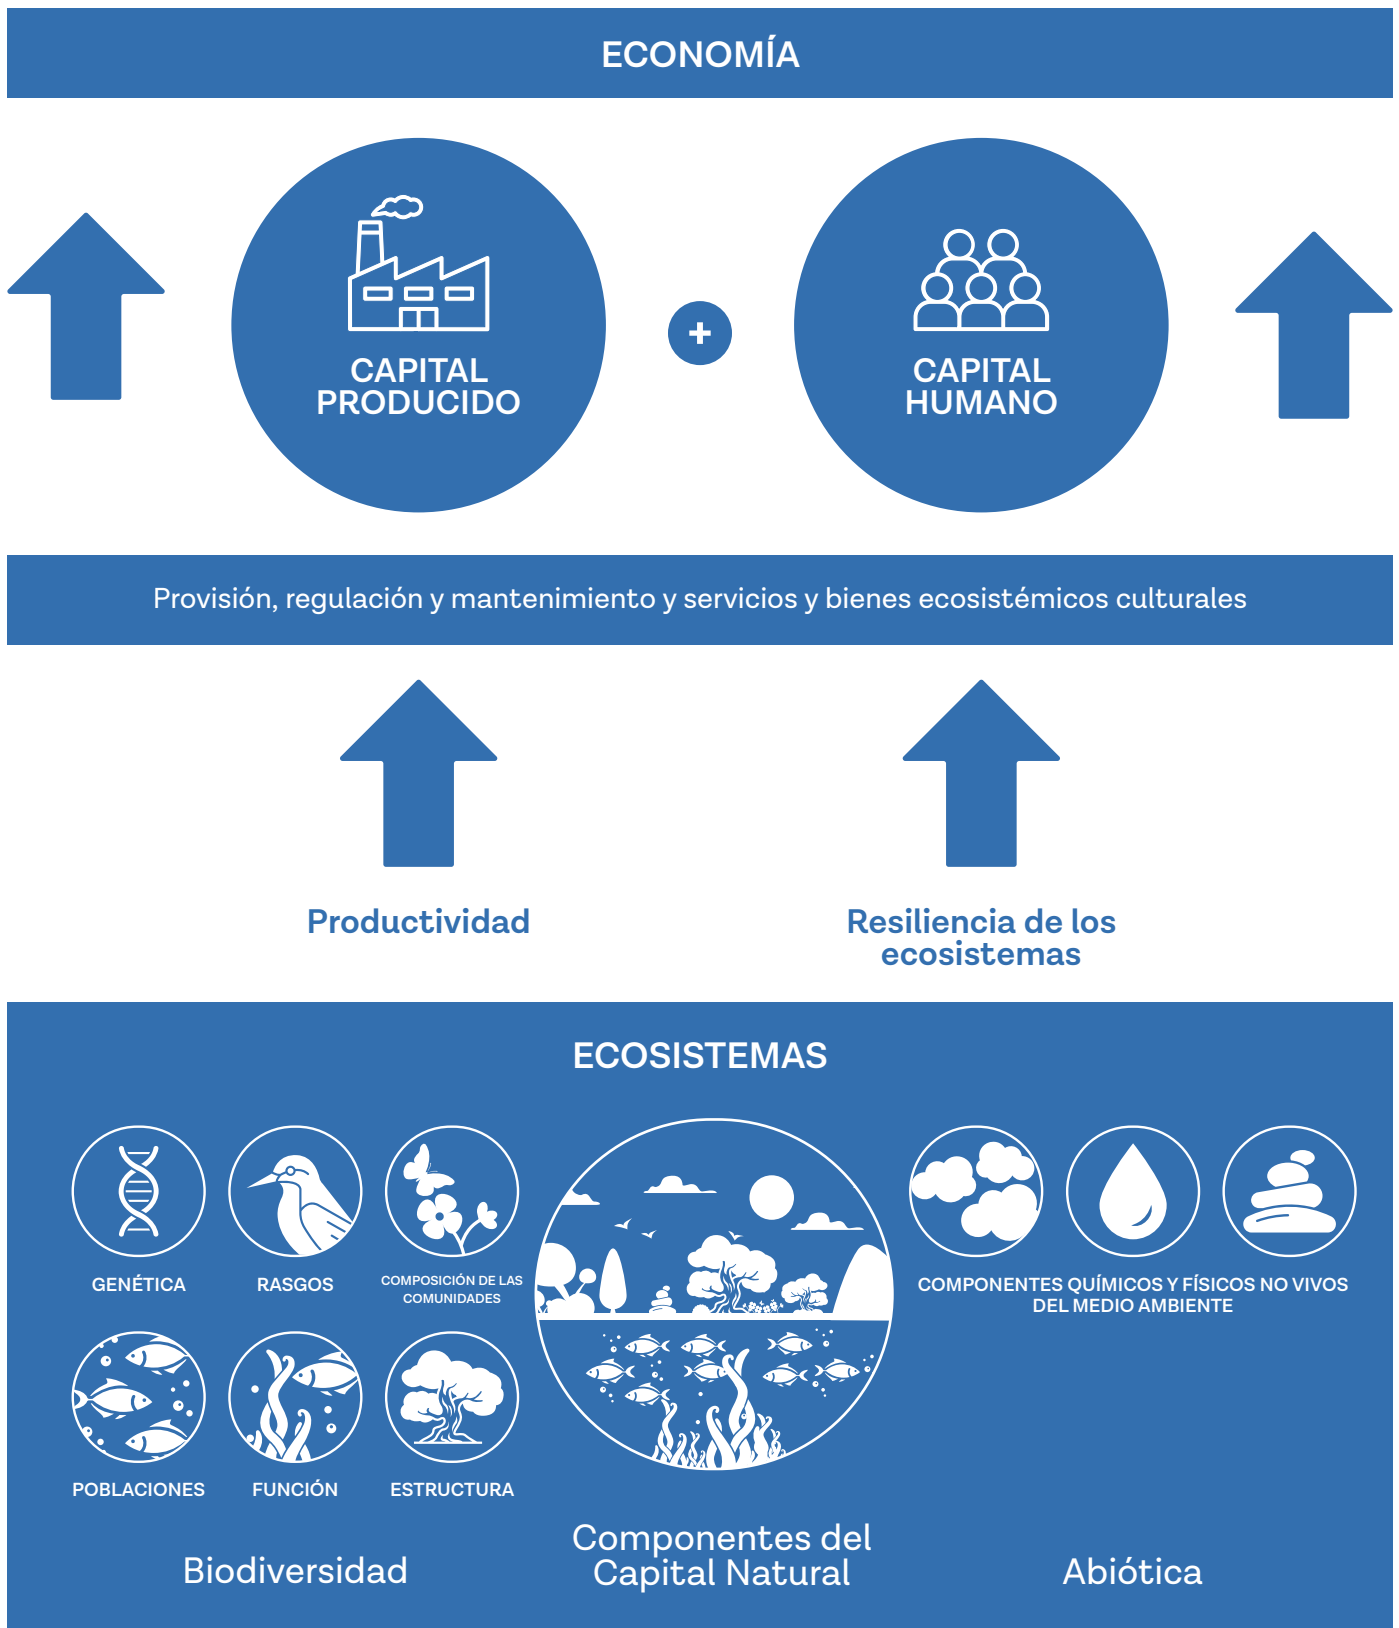 ECONOMÍA
CAPITAL
PRODUCIDO
+
CAPITAL
HUMANO
Provisión, regulación y mantenimiento y servicios y bienes ecosistémicos culturales
Productividad
Resiliencia de los
ecosistemas
ECOSISTEMAS
GENÉTICA
RASGOS
COMPOSICIÓN DE LAS
COMUNIDADES
COMPONENTES QUÍMICOS Y FÍSICOS NO VIVOS
DEL MEDIO AMBIENTE
POBLACIONES
FUNCIÓN
ESTRUCTURA
Biodiversidad
Componentes del
Capital Natural
Abiótica